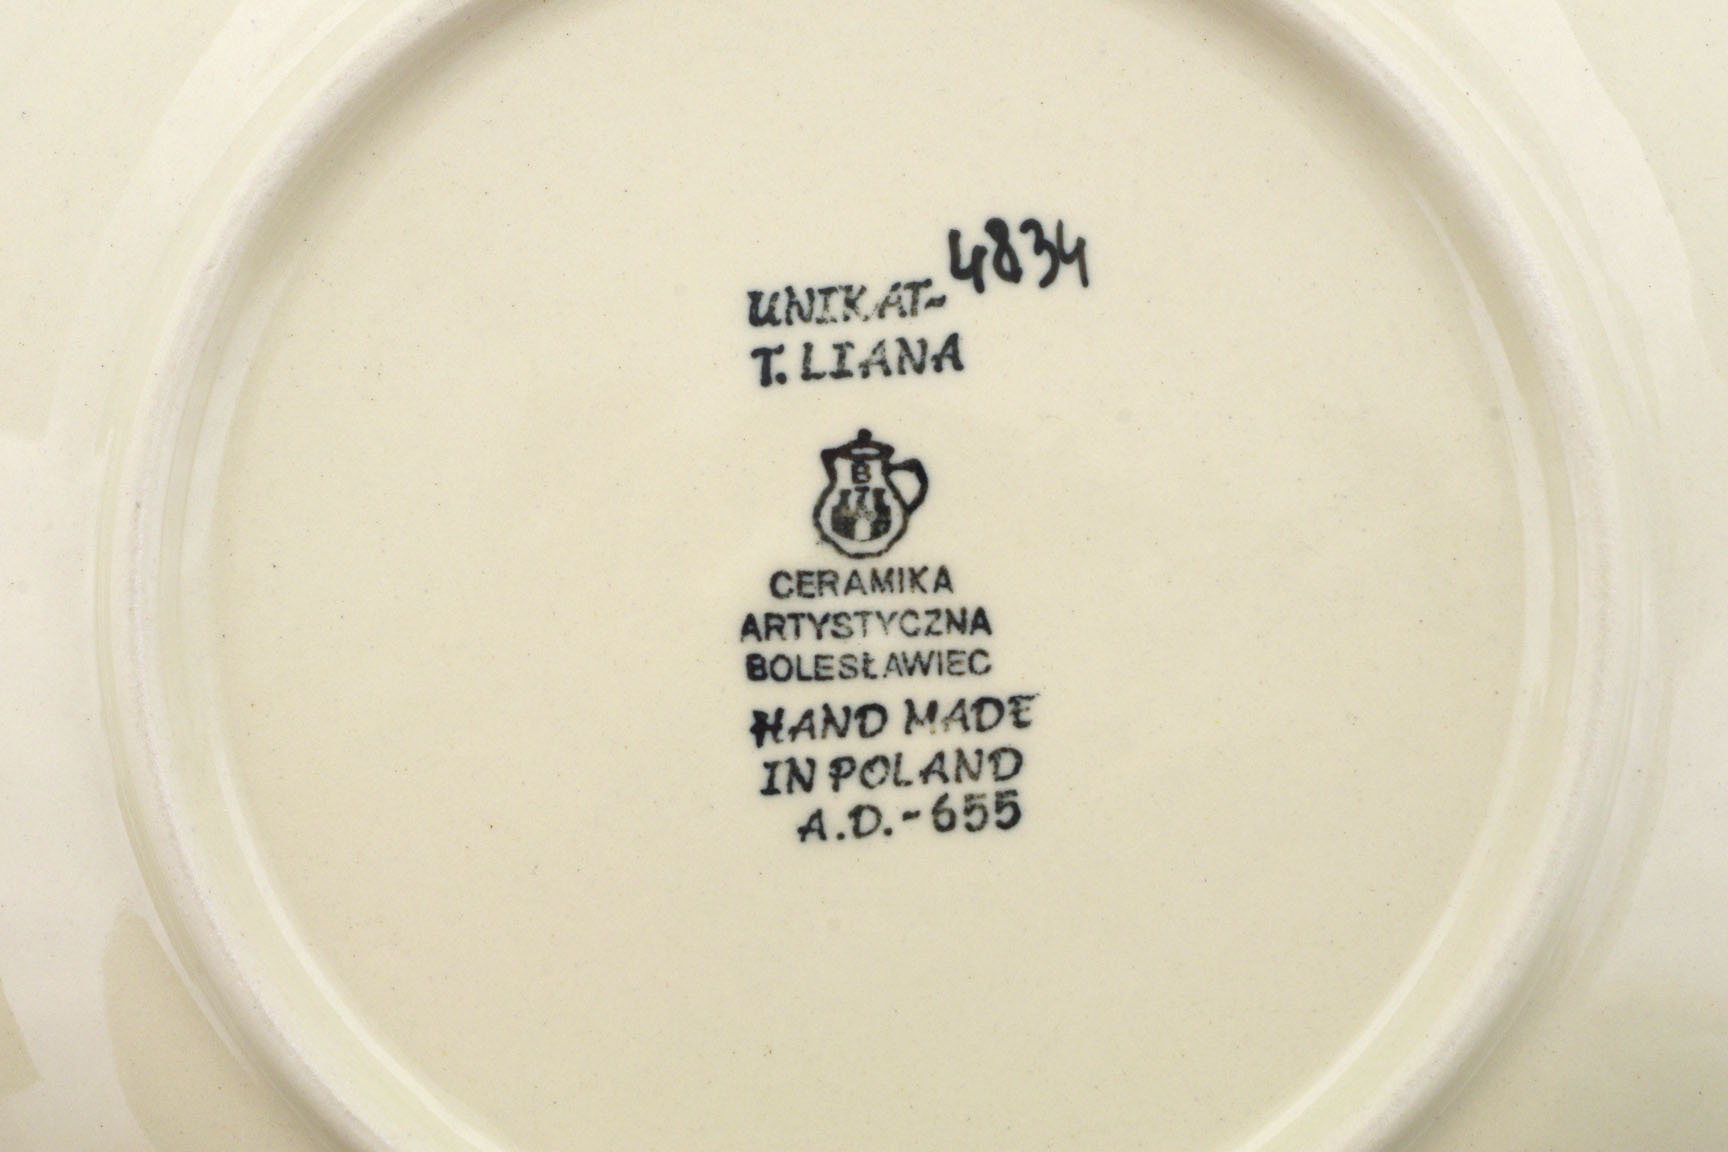 UNIKAT-4834
T. LIANA
B
CERAMIKA
ARTYSTYCZNA
BOLESŁAWIEC
HAND MADE
IN POLAND
A.D.-655